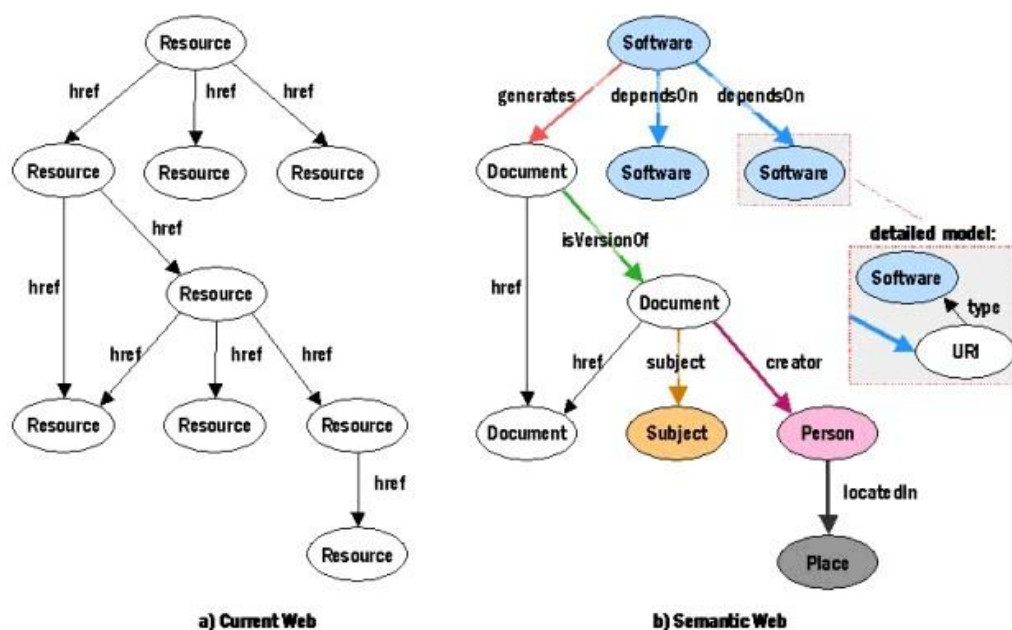 Resource
href
href
href
Resource
Resource
Resource
href
href
Resource
href
href
href
Resource
Resource
Resource
href
Resource
a) Current Web
Software
generates
dependsOn
dependsOn
Document
Software
Software
detailed model:
Software
type
URI
isVersionOf
href
Document
href
subject
creator
Document
Subject
Person
locatedIn
Place
b) Semantic Web